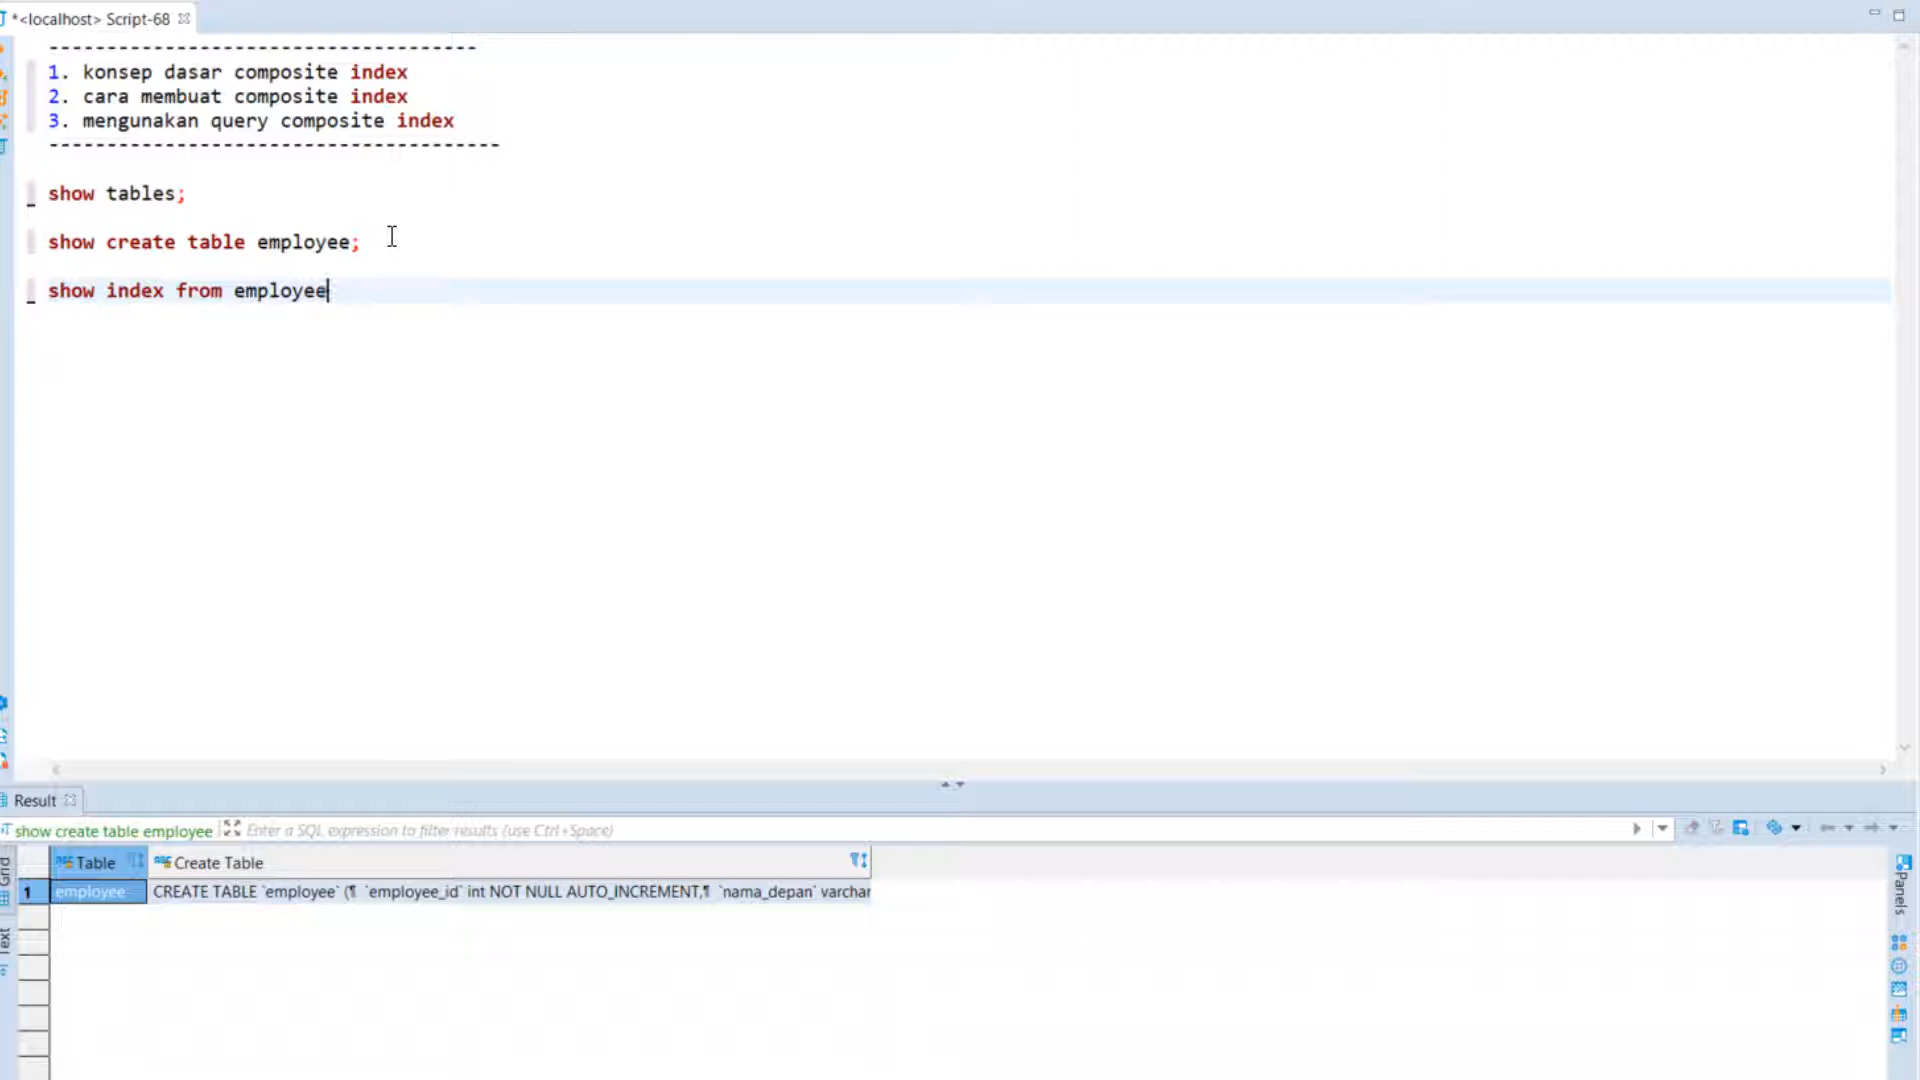 *<localhost> Script-68
-------------------------------------
1. konsep dasar composite index
2. cara membuat composite index
3. mengunakan query composite index
---------------------------------------
show tables;
show create table employee;
show index from employee
Result
show create table employee Enter a SQL expression to filter results (use Ctrl+Space)
Grid
Table Create Table
1 employee CREATE TABLE `employee` (¶ `employee_id` int NOT NULL AUTO_INCREMENT,¶ `nama_depan` varchar
Text
Panels